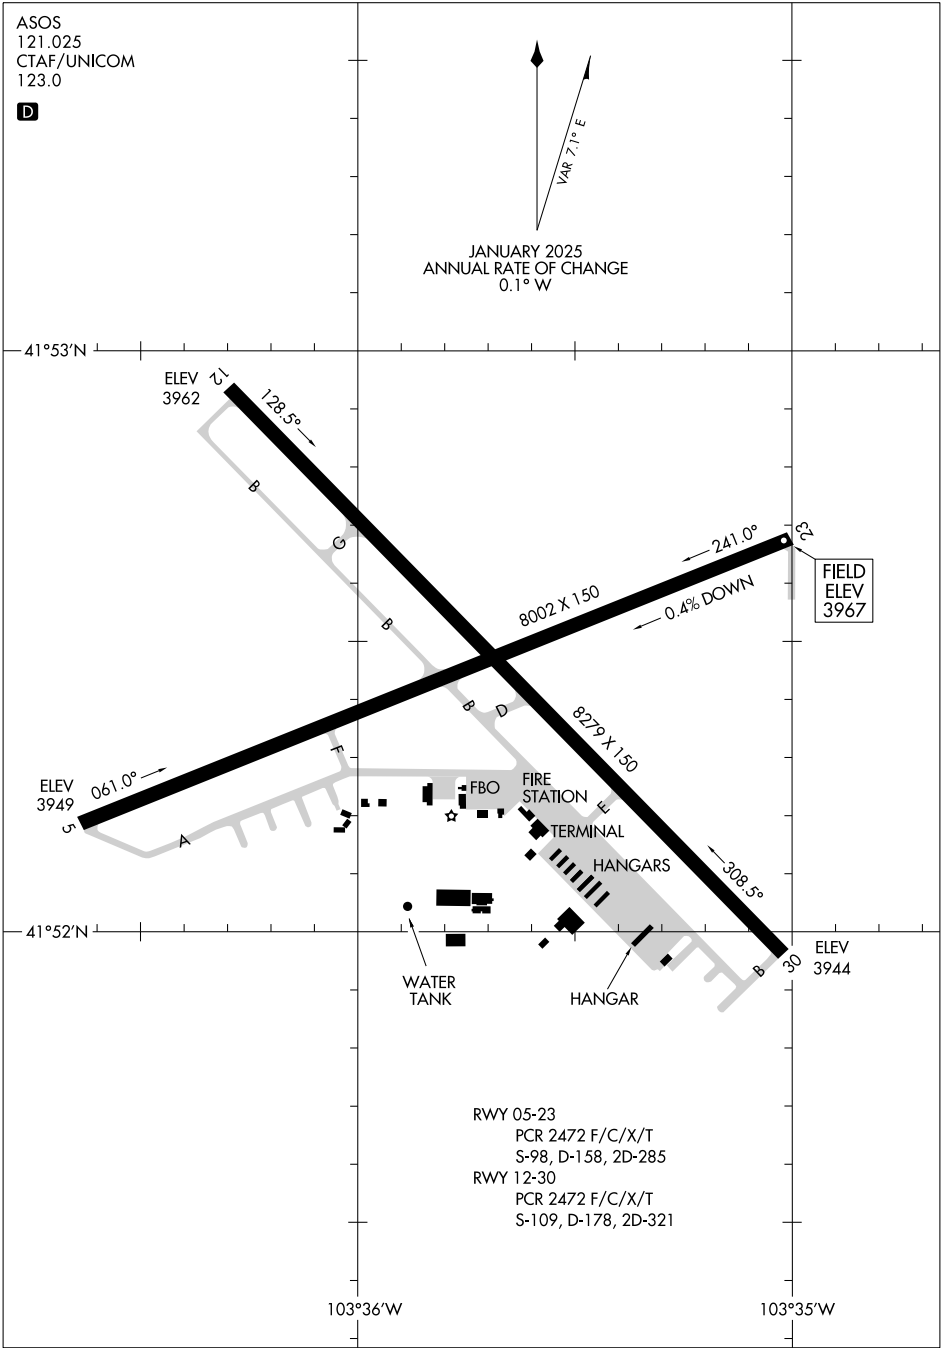 ASOS
121.025
CTAF/UNICOM
123.0
D
VAR 7.1° E
JANUARY 2025
ANNUAL RATE OF CHANGE
0.1° W
41°53'N
ELEV
3962
12
128.5°
B
G
B
8002 X 150
241.0°
23
0.4% DOWN
FIELD
ELEV
3967
B
D
8279 X 150
F
ELEV
3949
061.0°
5
A
FBO
FIRE
STATION
E
TERMINAL
HANGARS
308.5°
41°52'N
WATER
TANK
HANGAR
B
30
ELEV
3944
RWY 05-23
PCR 2472 F/C/X/T
S-98, D-158, 2D-285
RWY 12-30
PCR 2472 F/C/X/T
S-109, D-178, 2D-321
103°36'W
103°35'W